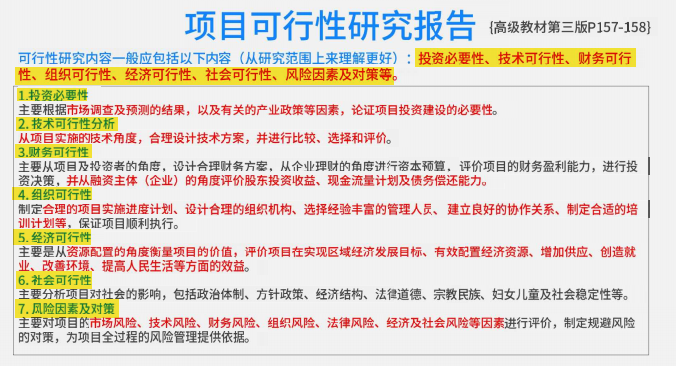 项目可行性研究报告 {高级教材第三版P157-158}
可行性研究内容一般应包括以下内容（从研究范围上来理解更好）：投资必要性、技术可行性、财务可行
性、组织可行性、经济可行性、社会可行性、风险因素及对策等。
1.投资必要性
主要根据市场调查及预测的结果，以及有关的产业政策等因素，论证项目投资建设的必要性。
2. 技术可行性分析
从项目实施的技术角度，合理设计技术方案，并进行比较、选择和评价。
3.财务可行性
主要从项目及投资者的角度，设计合理财务方案，从企业理财的角度进行资本预算，评价项目的财务盈利能力，进行投
资决策，并从融资主体（企业）的角度评价股东投资收益、现金流量计划及债务偿还能力。
4. 组织可行性
制定合理的项目实施进度计划、设计合理的组织机构、选择经验丰富的管理人员、 建立良好的协作关系、制定合适的培
训计划等，保证项目顺利执行。
5. 经济可行性
主要是从资源配置的角度衡量项目的价值，评价项目在实现区域经济发展目标、有效配置经济资源、增加供应、创造就
业、改善环境、提高人民生活等方面的效益。
6. 社会可行性
主要分析项目对社会的影响，包括政治体制、方针政策、经济结构、法律道德、宗教民族、妇女儿童及社会稳定性等。
7. 风险因素及对策
主要对项目的市场风险、技术风险、财务风险、组织风险、法律风险、经济及社会风险等因素进行评价，制定规避风险
的对策，为项目全过程的风险管理提供依据。